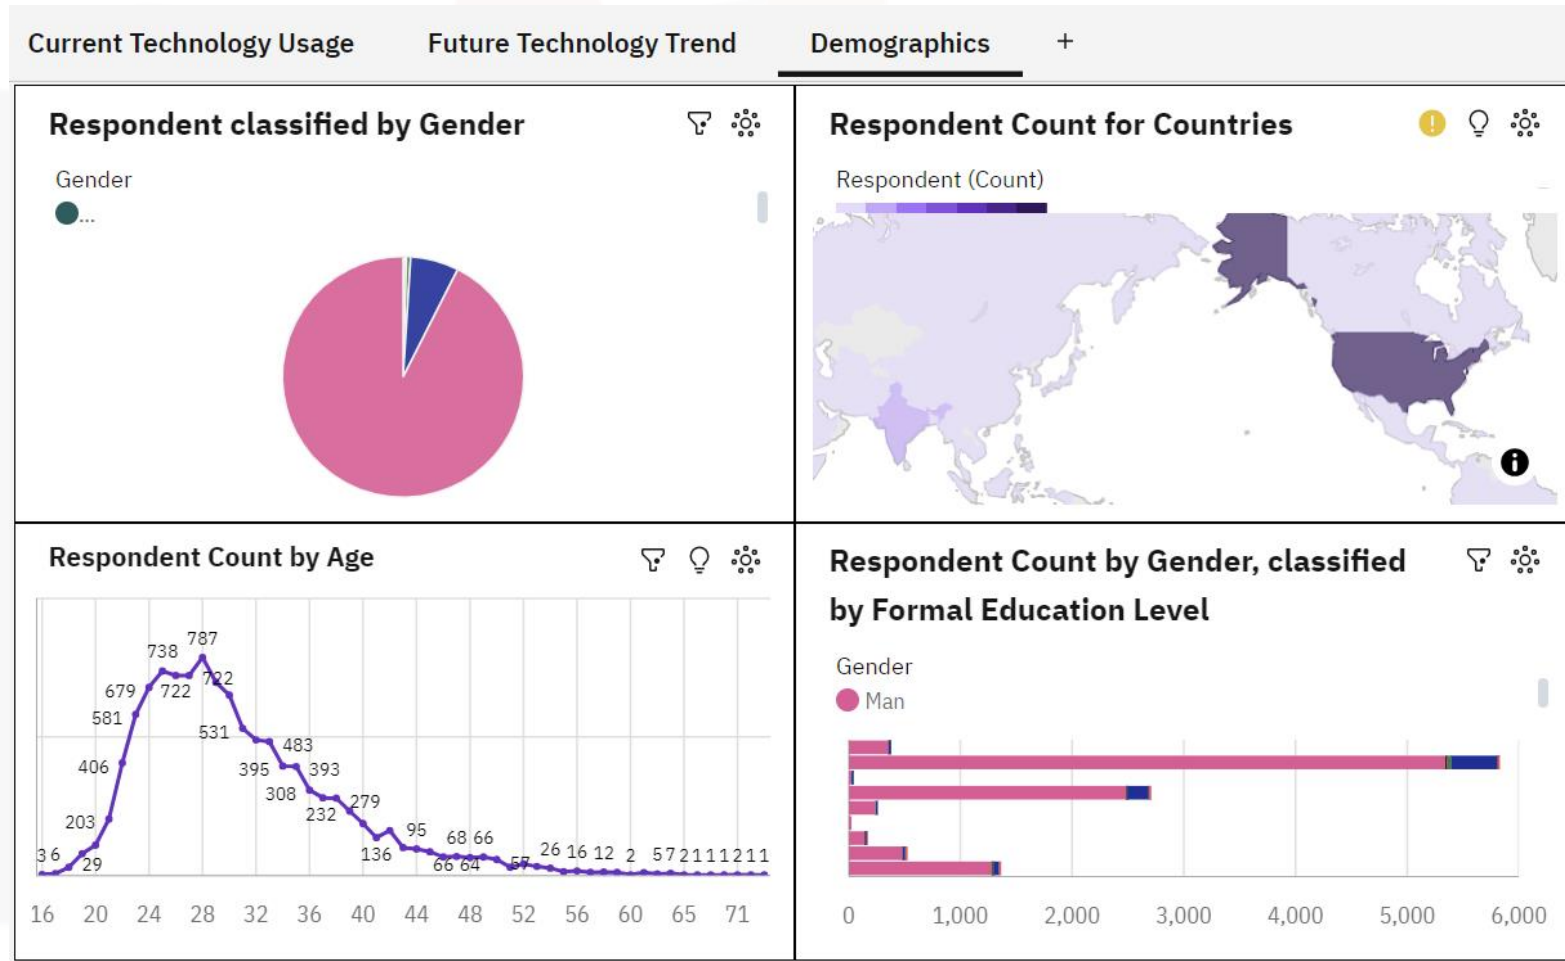 Current Technology Usage Future Technology Trend Demographics +
Respondent classified by Gender
Gender
...
Respondent Count for Countries
Respondent (Count)
Respondent Count by Age
787
738
722
679 722
581
531
483
406
395 393
308
279
232
203
95
136
68 66
66 64
57
26 16 12 2 5 7 2 1 1 1 2 1 1
3 6
29
16 20 24 28 32 36 40 44 48 52 56 60 65 71
Respondent Count by Gender, classified
by Formal Education Level
Gender
Man
0 1,000 2,000 3,000 4,000 5,000 6,000